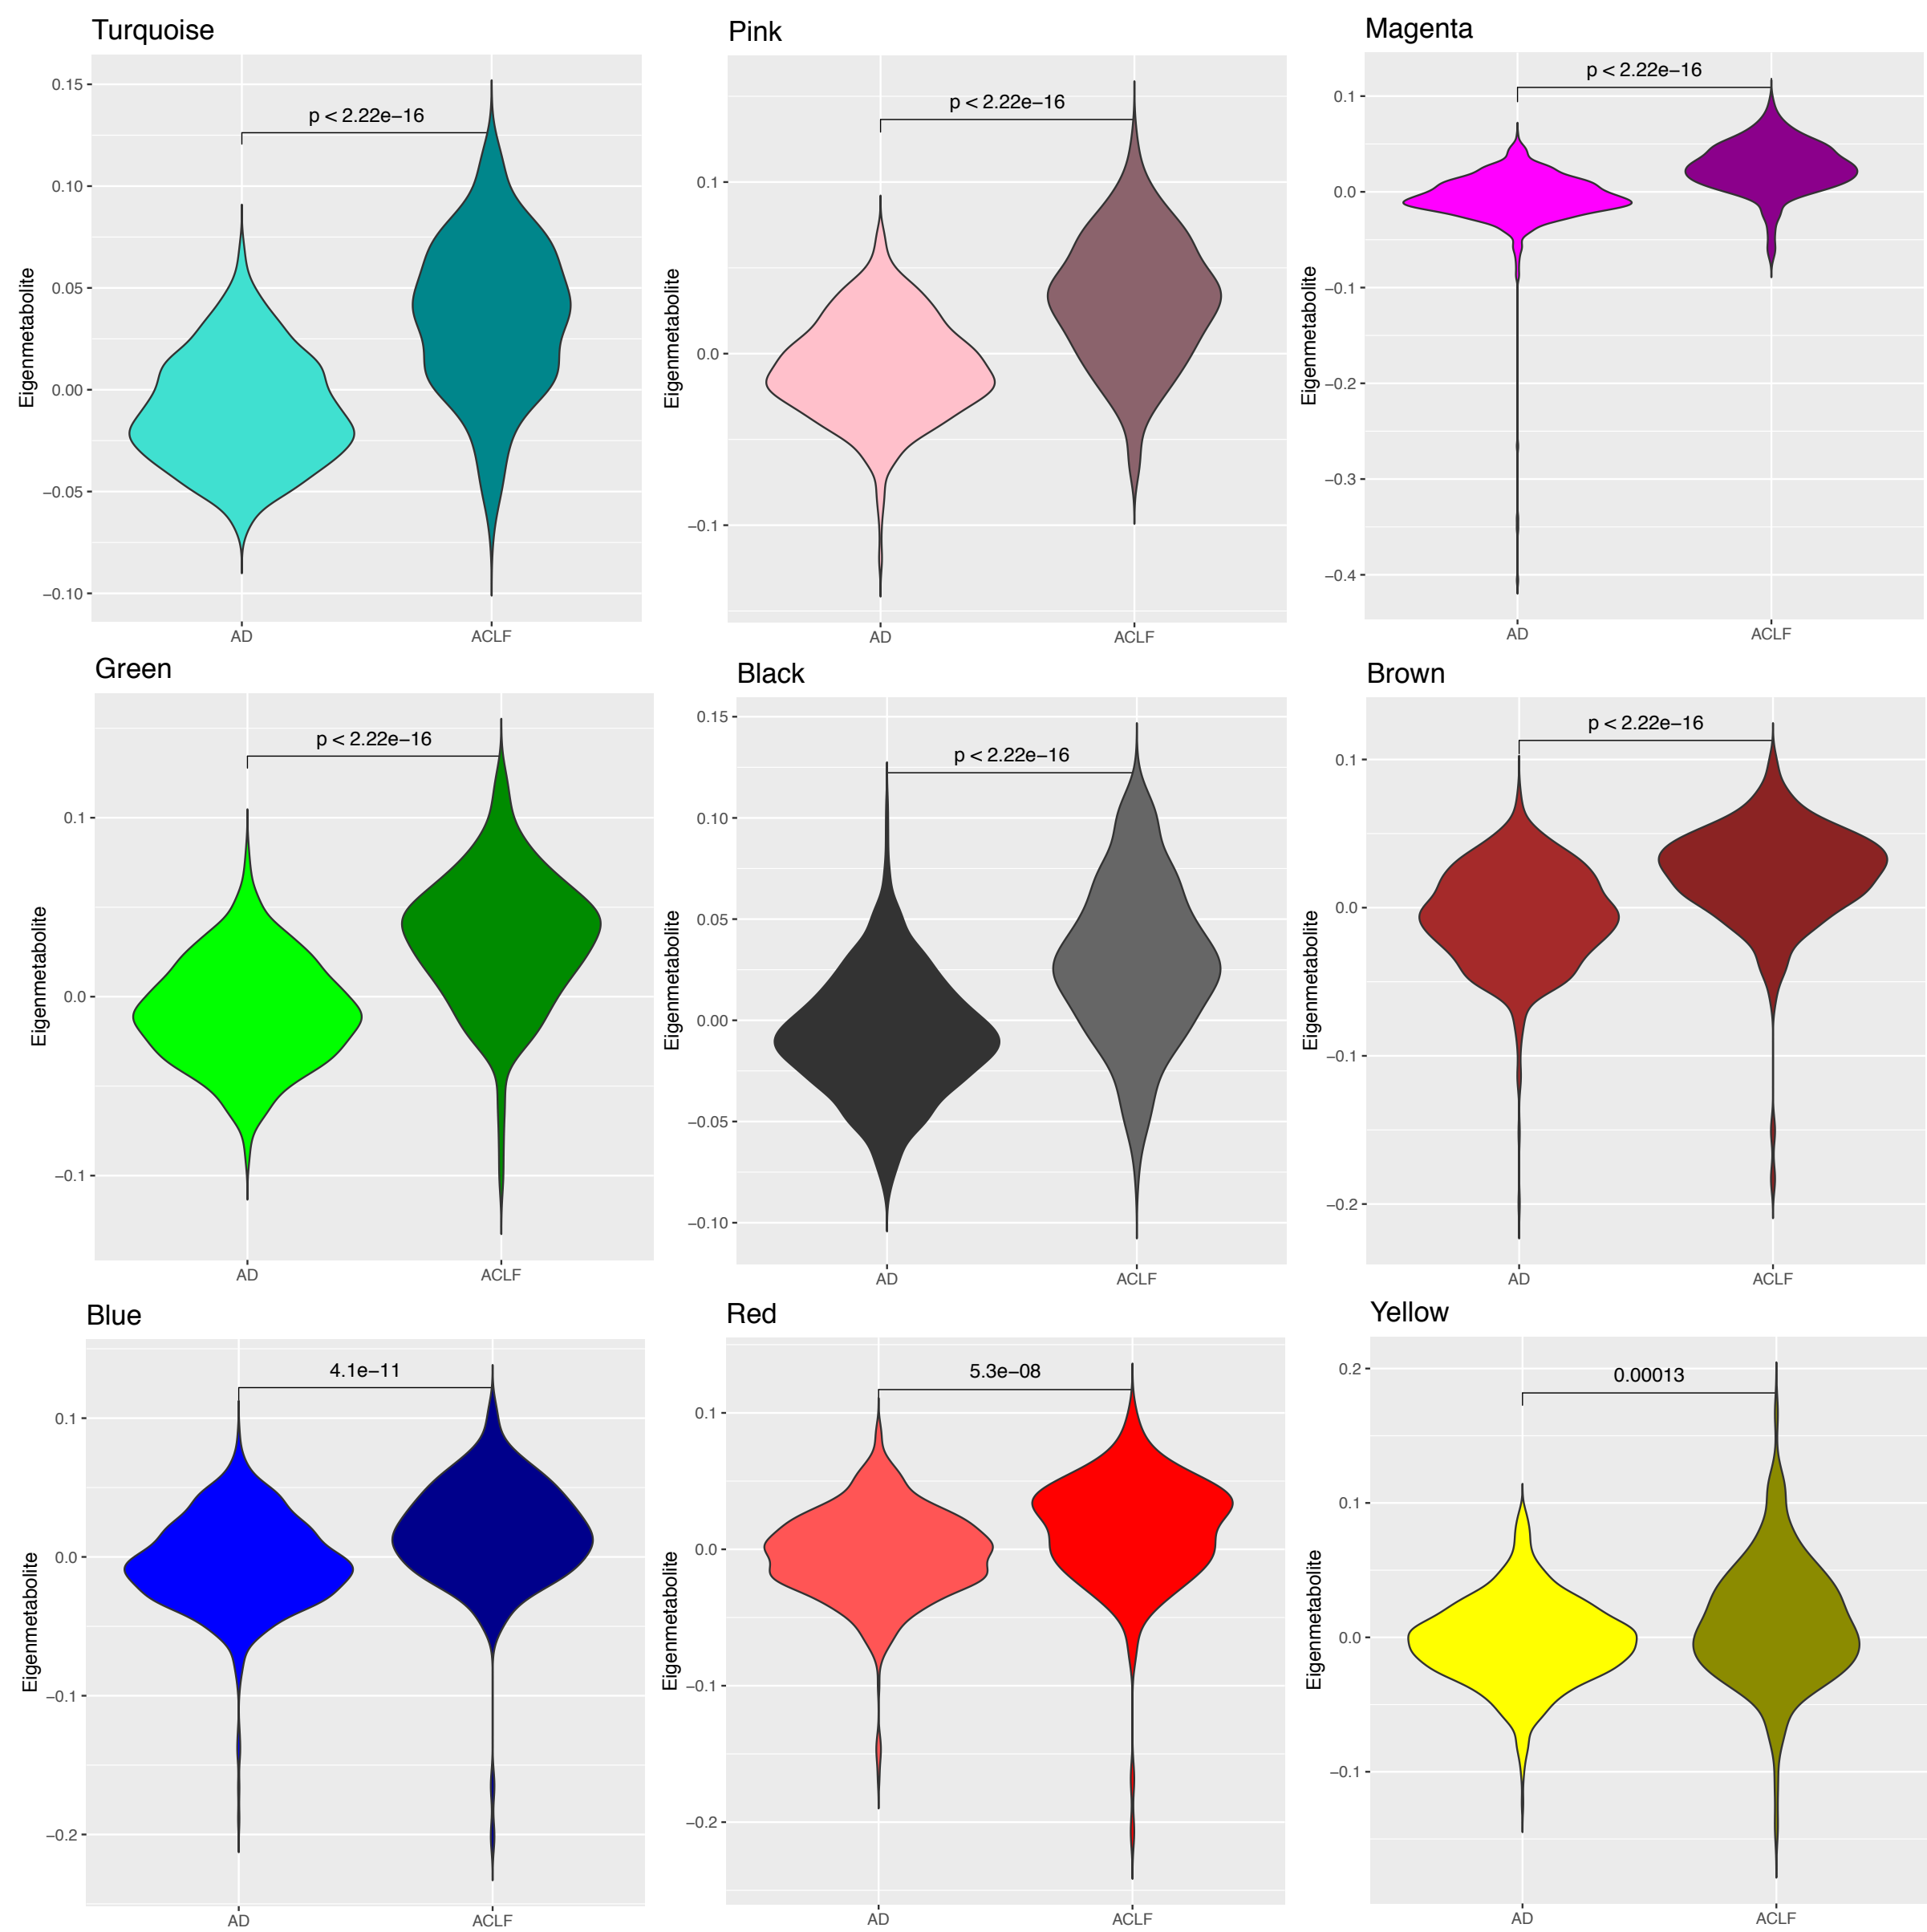 Turquoise
p < 2.22e−16
0.15
0.10
0.05
0.00
−0.05
−0.10
Eigenmetabolite
AD
ACLF
Pink
p < 2.22e−16
0.1
0.0
−0.1
Eigenmetabolite
AD
ACLF
Magenta
p < 2.22e−16
0.1
0.0
−0.1
−0.2
−0.3
−0.4
Eigenmetabolite
AD
ACLF
Green
p < 2.22e−16
0.1
0.0
−0.1
Eigenmetabolite
AD
ACLF
Black
p < 2.22e−16
0.15
0.10
0.05
0.00
−0.05
−0.10
Eigenmetabolite
AD
ACLF
Brown
p < 2.22e−16
0.1
0.0
−0.1
−0.2
Eigenmetabolite
AD
ACLF
Blue
4.1e−11
0.1
0.0
−0.1
−0.2
Eigenmetabolite
AD
ACLF
Red
5.3e−08
0.1
0.0
−0.1
−0.2
Eigenmetabolite
AD
ACLF
Yellow
0.00013
0.2
0.1
0.0
−0.1
Eigenmetabolite
AD
ACLF